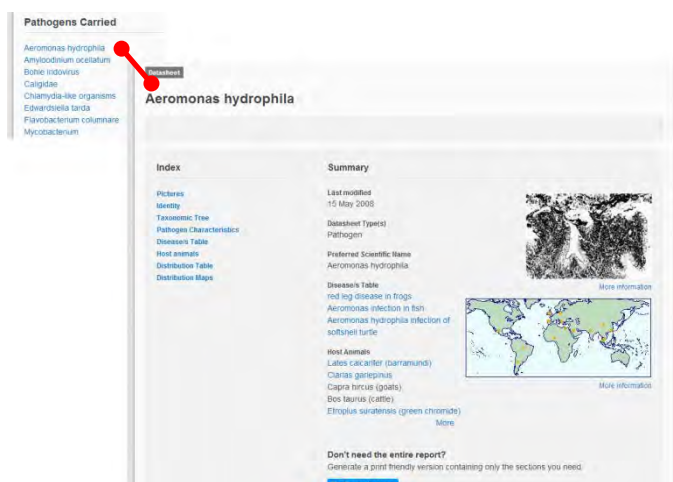 Pathogens Carried
Aeromonas hydrophila
Amyloodinium ocellatum
Bohle iridovirus
Caligidae
Chlamydia-like organisms
Edwardsiella tarda
Flavobacterium columnare
Mycobacterium
Datasheet
Aeromonas hydrophila
Index
Pictures
Identity
Taxonomic Tree
Pathogen Characteristics
Disease/s Table
Host animals
Distribution Table
Distribution Maps
Summary
Last modified
15 May 2008
Datasheet Type(s)
Pathogen
Preferred Scientific Name
Aeromonas hydrophila
Disease/s Table
red leg disease in frogs
Aeromonas infection in fish
Aeromonas hydrophila infection of
softshell turtle
Host Animals
Lates calcarifer (barramundi)
Clarias gariepinus
Capra hircus (goats)
Bos taurus (cattle)
Etroplus suratensis (green chromide)
More
More information
More information
Don't need the entire report?
Generate a print friendly version containing only the sections you need.